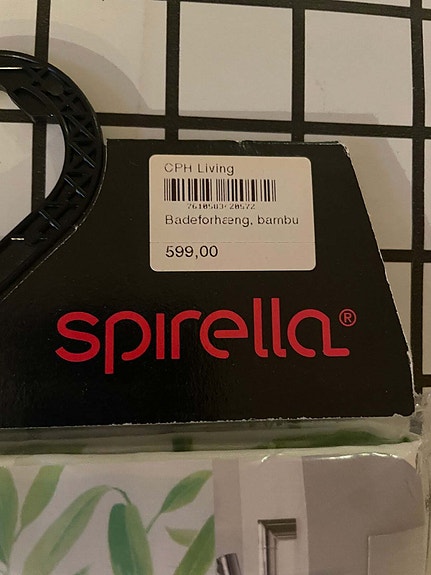 CPH Living
Badeforhæng, bambu
599,00
spirella®